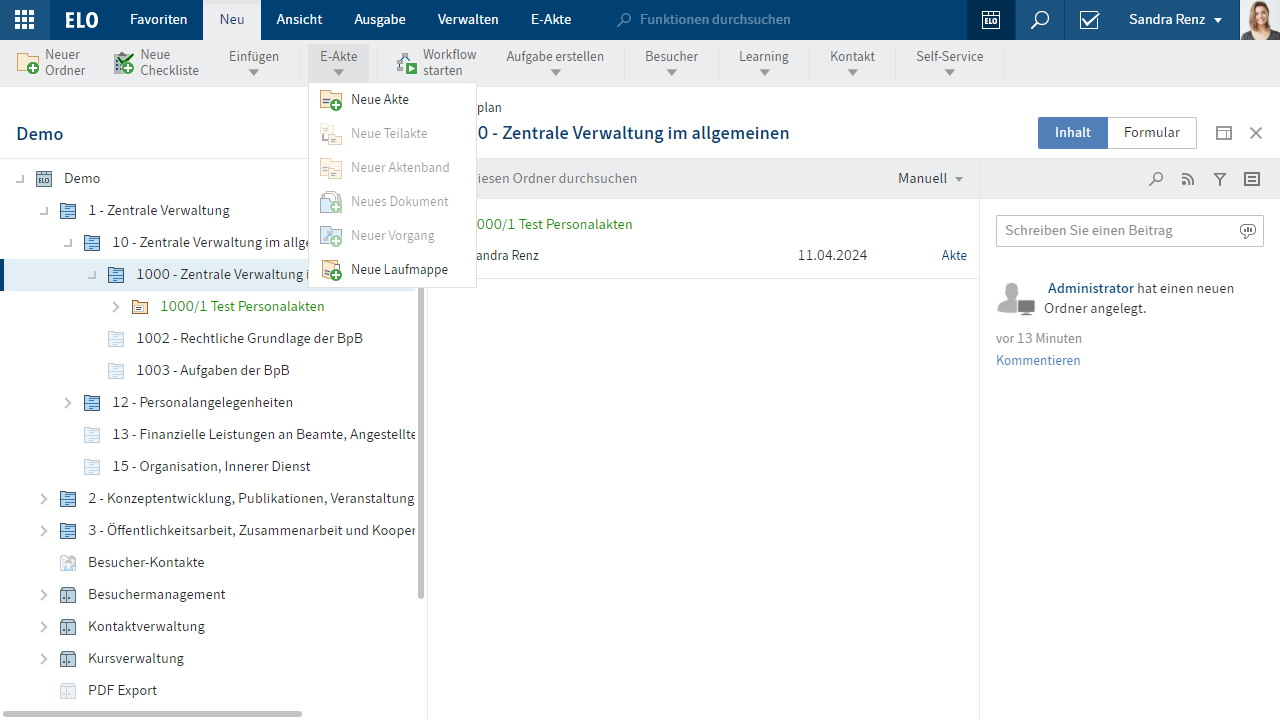 ELO
Favoriten
Neu
Ansicht
Ausgabe
Verwalten
E-Akte
Funktionen durchsuchen
ELO
Sandra Renz
Neuer
Ordner
Neue
Checkliste
Einfügen
E-Akte
Workflow
starten
Aufgabe erstellen
Besucher
Learning
Kontakt
Self-Service
Neue Akte
Neue Teilakte
Neuer Aktenband
Neues Dokument
Neuer Vorgang
Neue Laufmappe
Demo
ELO
Demo
1 - Zentrale Verwaltung
10 - Zentrale Verwaltung im allge
1000 - Zentrale Verwaltung i
1000/1 Test Personalakten
1002 - Rechtliche Grundlage der BpB
1003 - Aufgaben der BpB
12 - Personalangelegenheiten
13 - Finanzielle Leistungen an Beamte, Angestellte
15 - Organisation, Innerer Dienst
2 - Konzeptentwicklung, Publikationen, Veranstaltung
3 - Öffentlichkeitsarbeit, Zusammenarbeit und Kooper
Besucher-Kontakte
Besuchermanagement
Kontaktverwaltung
Kursverwaltung
PDF Export
plan
0 - Zentrale Verwaltung im allgemeinen
Inhalt
Formular
iesen Ordner durchsuchen
Manuell
000/1 Test Personalakten
andra Renz
11.04.2024
Akte
Schreiben Sie einen Beitrag
Administrator hat einen neuen
Ordner angelegt.
vor 13 Minuten
Kommentieren